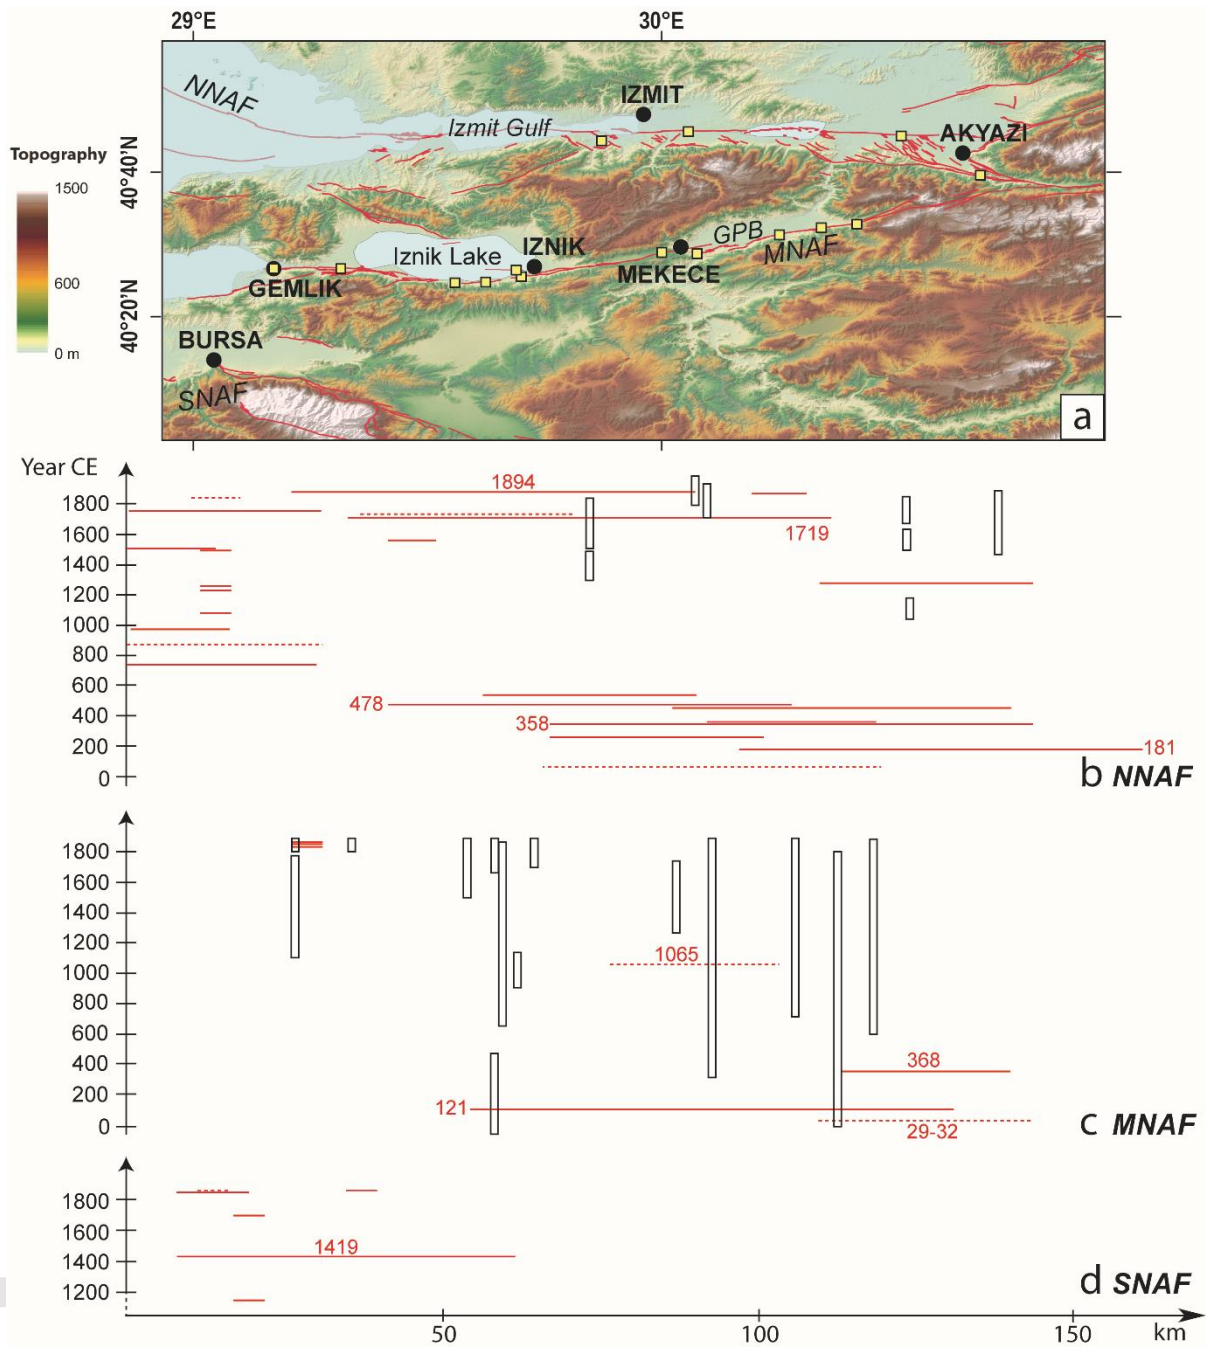 29°E 30°E
NNAF
IZMIT
Izmit Gulf
AKYAZI
Topography
1500
600
0 m
40°40'N
40°20'N
Iznik Lake
IZNIK
GPB
MNAF
MEKECE
GEMLIK
BURSA
SNAF
a
Year CE
1894
1800
1600
1719
1400
1200
1000
800
600
478
400
358
200
181
0
b NNAF
1800
1600
1400
1200
1065
1000
800
600
400
368
200
121
0
29-32
c MNAF
1800
1600
1419
1400
1200
d SNAF
50 100 150 km